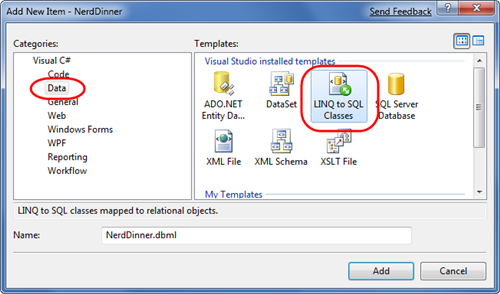 Add New Item - NerdDinner
Send Feedback
Categories:
Templates:
Visual C#
Code
Data
General
Web
Windows Forms
WPF
Reporting
Workflow
Visual Studio installed templates
ADO.NET Entity Da...
DataSet
LINQ to SQL Classes
SQL Server Database
XML File
XML Schema
XSLT File
My Templates
LINQ to SQL classes mapped to relational objects.
Name:
NerdDinner.dbml
Add
Cancel